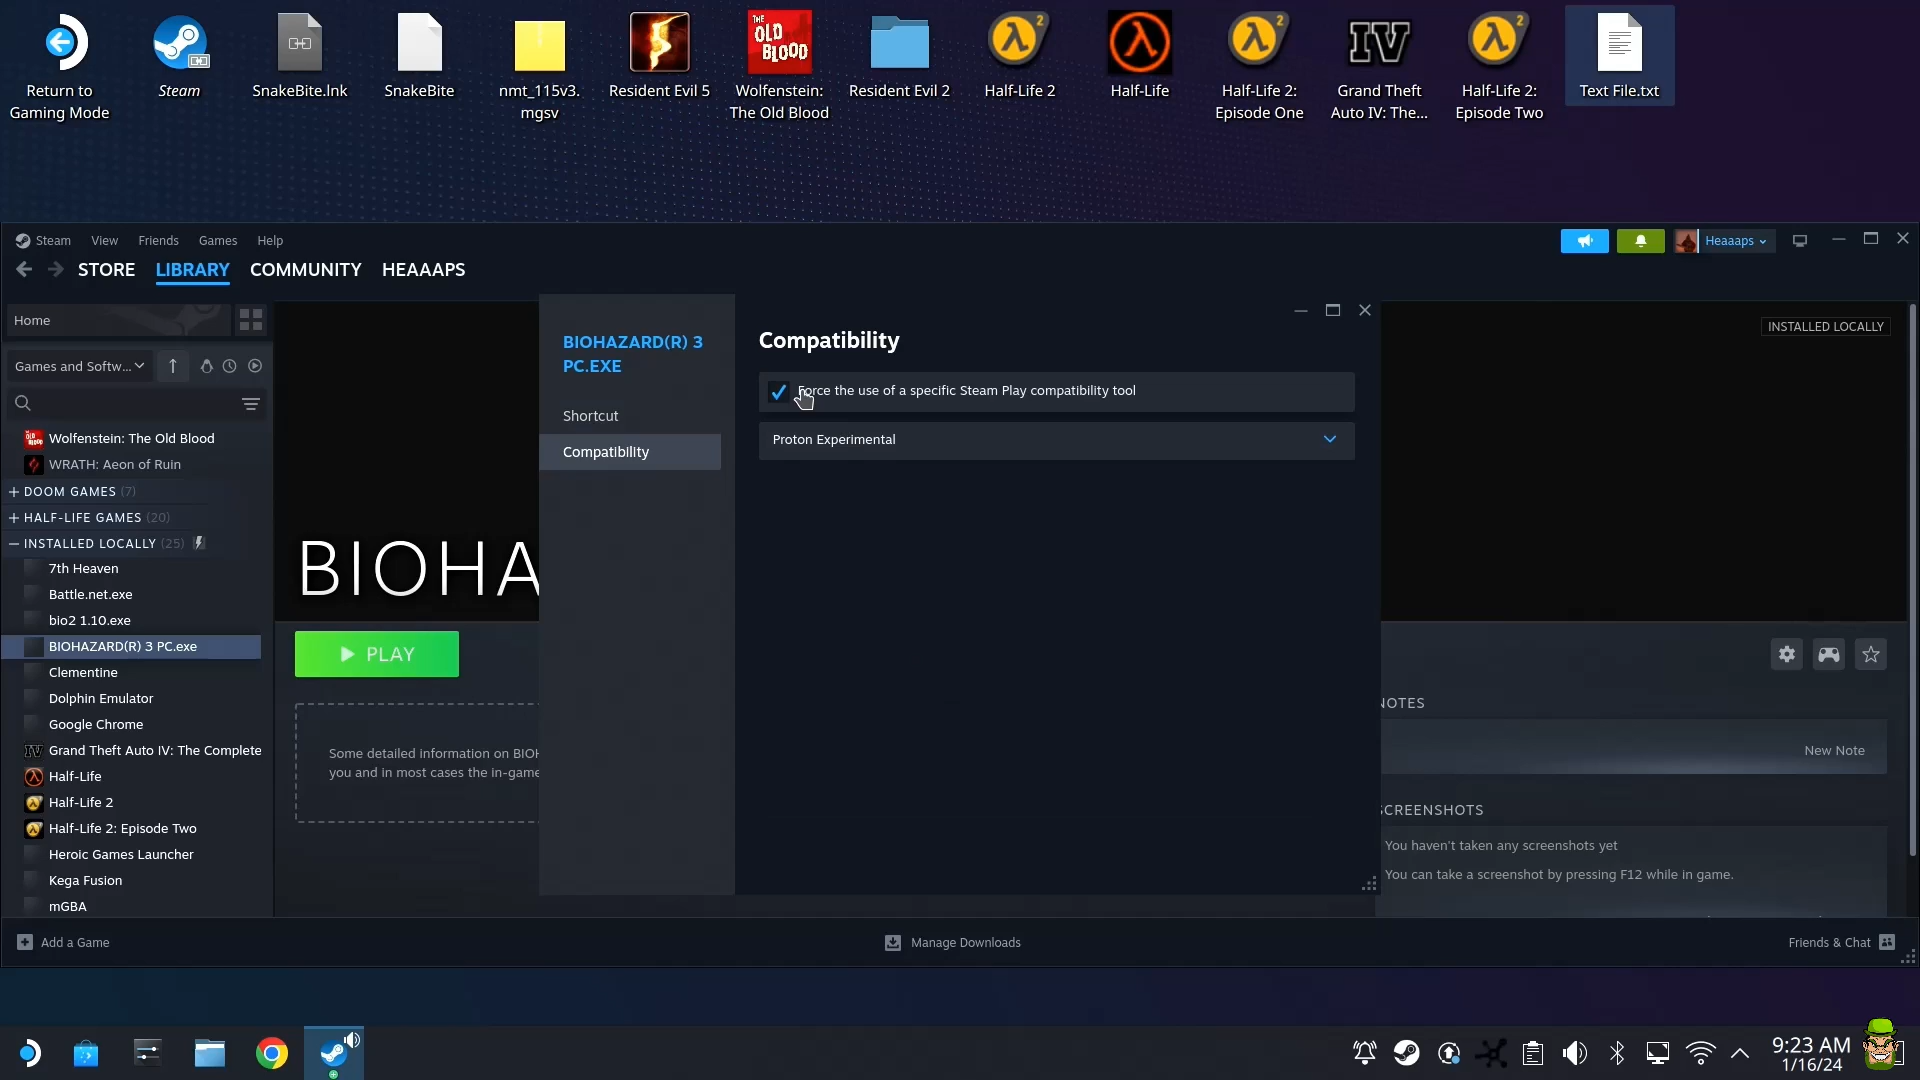 Return to
Gaming Mode
Steam
SnakeBite.lnk
SnakeBite
nmt_115v3.
mgsv
Resident Evil 5
THE
OLD
BLOOD
Wolfenstein:
The Old Blood
Resident Evil 2
Half-Life 2
Half-Life
Half-Life 2:
Episode One
IV
Grand Theft
Auto IV: The...
Half-Life 2:
Episode Two
Text File.txt
Steam View Friends Games Help
Heaaaps
STORE LIBRARY COMMUNITY HEAAAPS
Home
Games and Softw...
Wolfenstein: The Old Blood
WRATH: Aeon of Ruin
+ DOOM GAMES (7)
+ HALF-LIFE GAMES (20)
— INSTALLED LOCALLY (25)
7th Heaven
Battle.net.exe
bio2 1.10.exe
BIOHAZARD(R) 3 PC.exe
Clementine
Dolphin Emulator
Google Chrome
Grand Theft Auto IV: The Complete
Half-Life
Half-Life 2
Half-Life 2: Episode Two
Heroic Games Launcher
Kega Fusion
mGBA
BIOHA
PLAY
Some detailed information on BIOH
you and in most cases the in-game
BIOHAZARD(R) 3
PC.EXE
Shortcut
Compatibility
Compatibility
Force the use of a specific Steam Play compatibility tool
Proton Experimental
INSTALLED LOCALLY
NOTES
New Note
SCREENSHOTS
You haven't taken any screenshots yet
You can take a screenshot by pressing F12 while in game.
Add a Game
Manage Downloads
Friends & Chat
9:23 AM
1/16/24